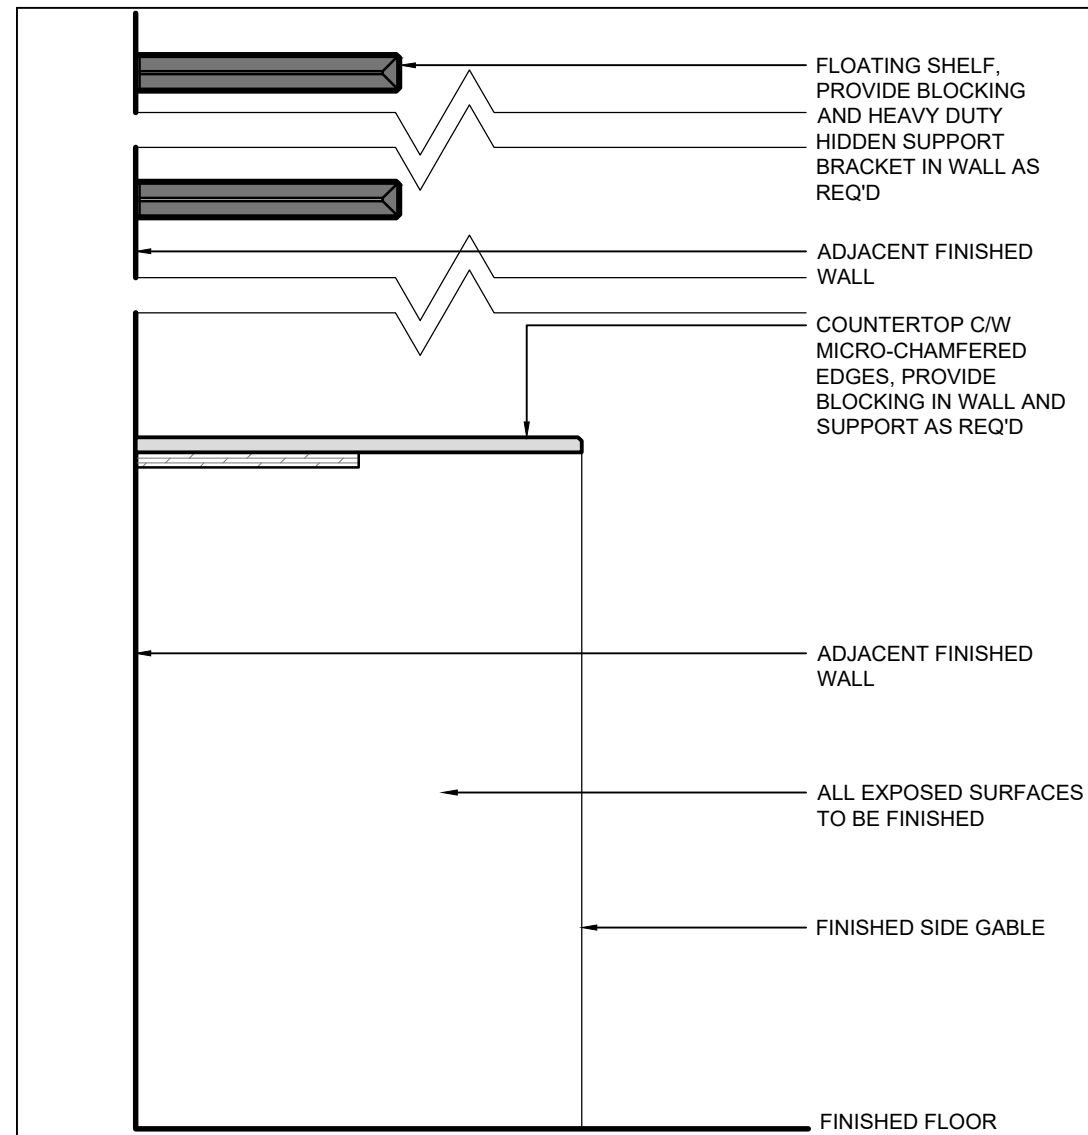 FLOATING SHELF,
PROVIDE BLOCKING
AND HEAVY DUTY
HIDDEN SUPPORT
BRACKET IN WALL AS
REQ'D
ADJACENT FINISHED
WALL
COUNTERTOP C/W
MICRO-CHAMFERED
EDGES, PROVIDE
BLOCKING IN WALL AND
SUPPORT AS REQ'D
ADJACENT FINISHED
WALL
ALL EXPOSED SURFACES
TO BE FINISHED
FINISHED SIDE GABLE
FINISHED FLOOR